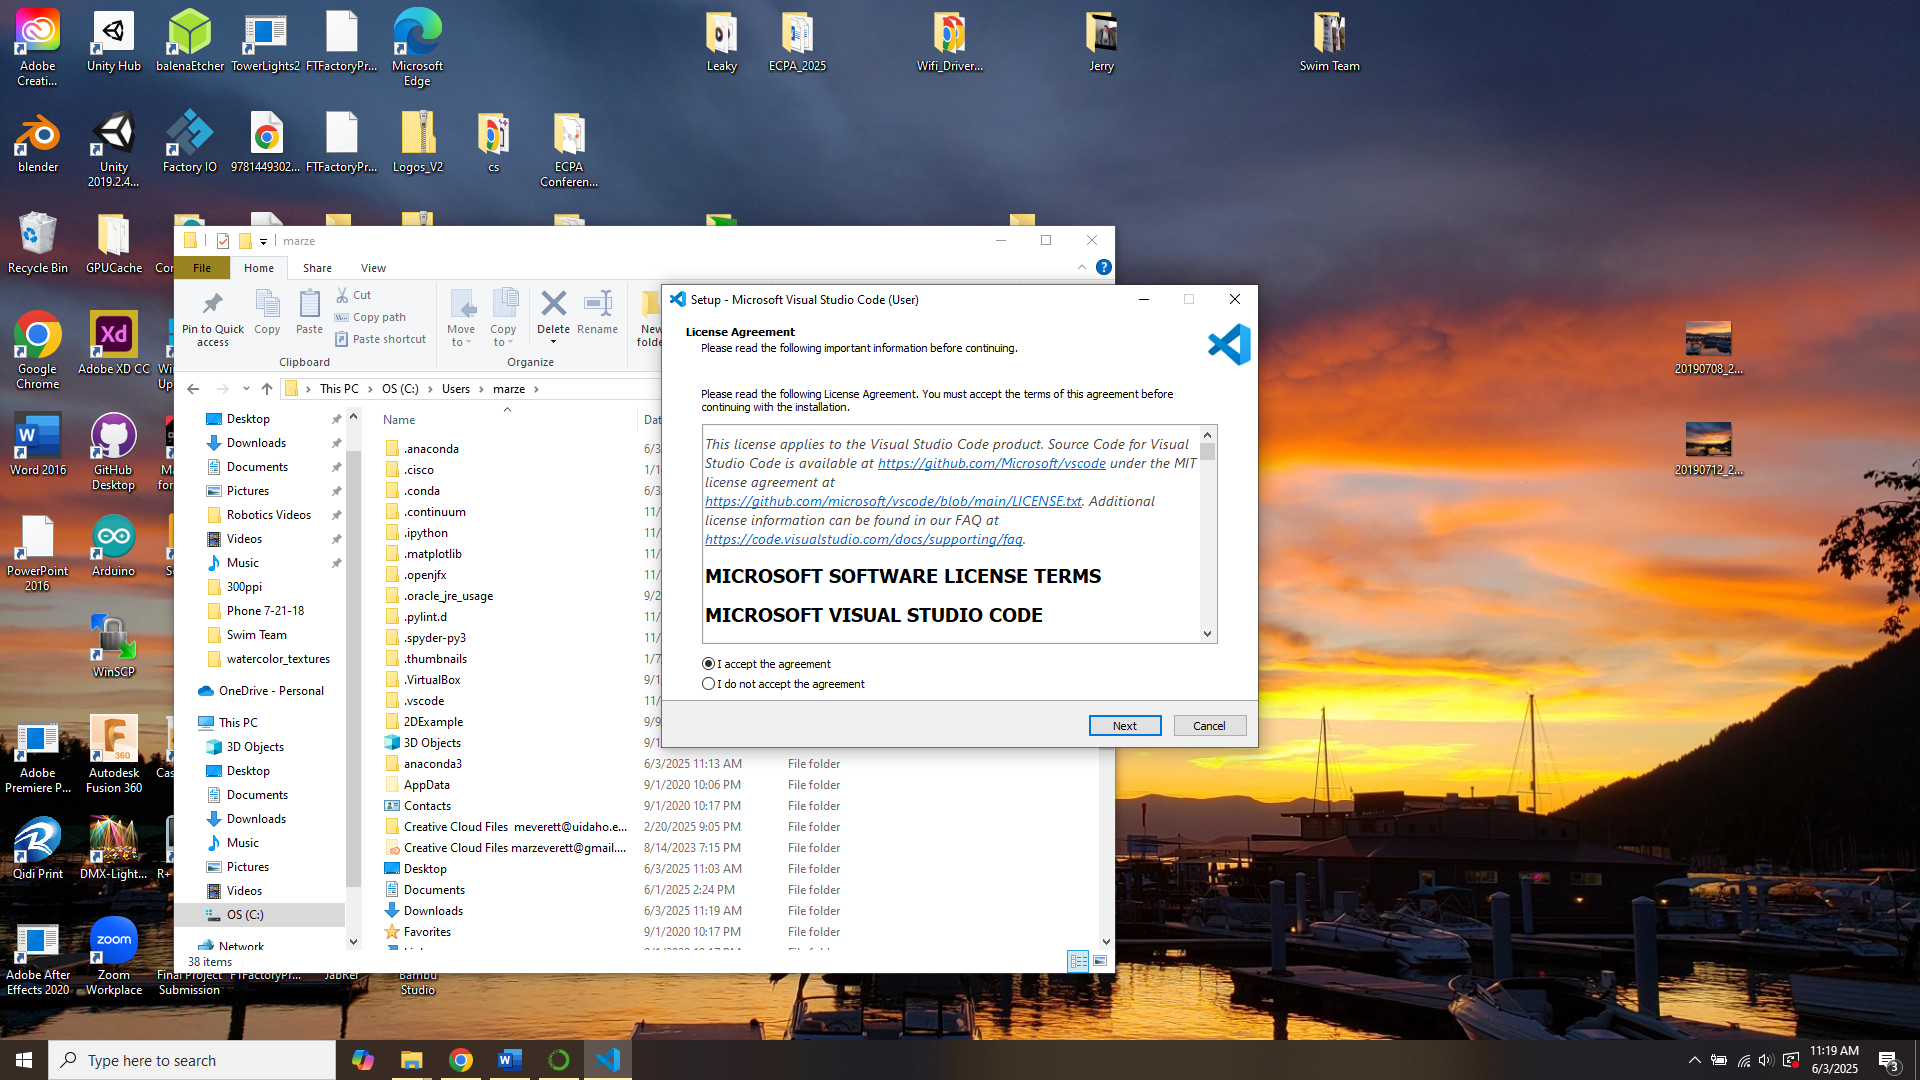 Adobe
Creati...
Unity Hub
balenaEtcher
TowerLights2
FTFactoryPr...
Microsoft
Edge
Leaky
ECPA_2025
Wifi_Driver...
Jerry
Swim Team
blender
Unity
2019.2.4...
Factory IO
9781449302...
FTFactoryPr...
Logos_V2
cs
ECPA
Conferen...
Recycle Bin
GPUCache
Google
Chrome
Adobe XD CC
Word 2016
GitHub
Desktop
PowerPoint
2016
Arduino
WinSCP
Adobe
Premiere P...
Autodesk
Fusion 360
Qidi Print
DMX-Light...
R+
Adobe After
Effects 2020
zoom
Zoom
Workplace
Final Project
Submission
FTFactoryPr...
Bambu
Studio
20190708_2...
20190712_2...
marze
File
Home
Share
View
Pin to Quick
access
Copy
Paste
Cut
Copy path
Paste shortcut
Clipboard
Move
to
Copy
to
Delete
Rename
Organize
New
This PC
OS (C:)
Users
marze
Name
Desktop
Downloads
Documents
Pictures
Robotics Videos
Videos
Music
300ppi
Phone 7-21-18
Swim Team
watercolor_textures
OneDrive - Personal
This PC
3D Objects
Desktop
Documents
Downloads
Music
Pictures
Videos
OS (C:)
Network
.anaconda
.cisco
.conda
.continuum
.ipython
.matplotlib
.openjfx
.oracle_jre_usage
.pylint.d
.spyder-py3
.thumbnails
.VirtualBox
.vscode
2DExample
3D Objects
anaconda3 6/3/2025 11:13 AM File folder
AppData 9/1/2020 10:06 PM File folder
Contacts 9/1/2020 10:17 PM File folder
Creative Cloud Files meverett@uidaho.e... 2/20/2025 9:05 PM File folder
Creative Cloud Files marzeverett@gmail.... 8/14/2023 7:15 PM File folder
Desktop 6/3/2025 11:03 AM File folder
Documents 6/1/2025 2:24 PM File folder
Downloads 6/3/2025 11:19 AM File folder
Favorites 9/1/2020 10:17 PM File folder
38 items
Setup - Microsoft Visual Studio Code (User)
License Agreement
Please read the following important information before continuing.
Please read the following License Agreement. You must accept the terms of this agreement before
continuing with the installation.
This license applies to the Visual Studio Code product. Source Code for Visual
Studio Code is available at https://github.com/Microsoft/vscode under the MIT
license agreement at
https://github.com/microsoft/vscode/blob/main/LICENSE.txt. Additional
license information can be found in our FAQ at
https://code.visualstudio.com/docs/supporting/faq.
MICROSOFT SOFTWARE LICENSE TERMS
MICROSOFT VISUAL STUDIO CODE
I accept the agreement
I do not accept the agreement
Next
Cancel
Type here to search
11:19 AM
6/3/2025
3